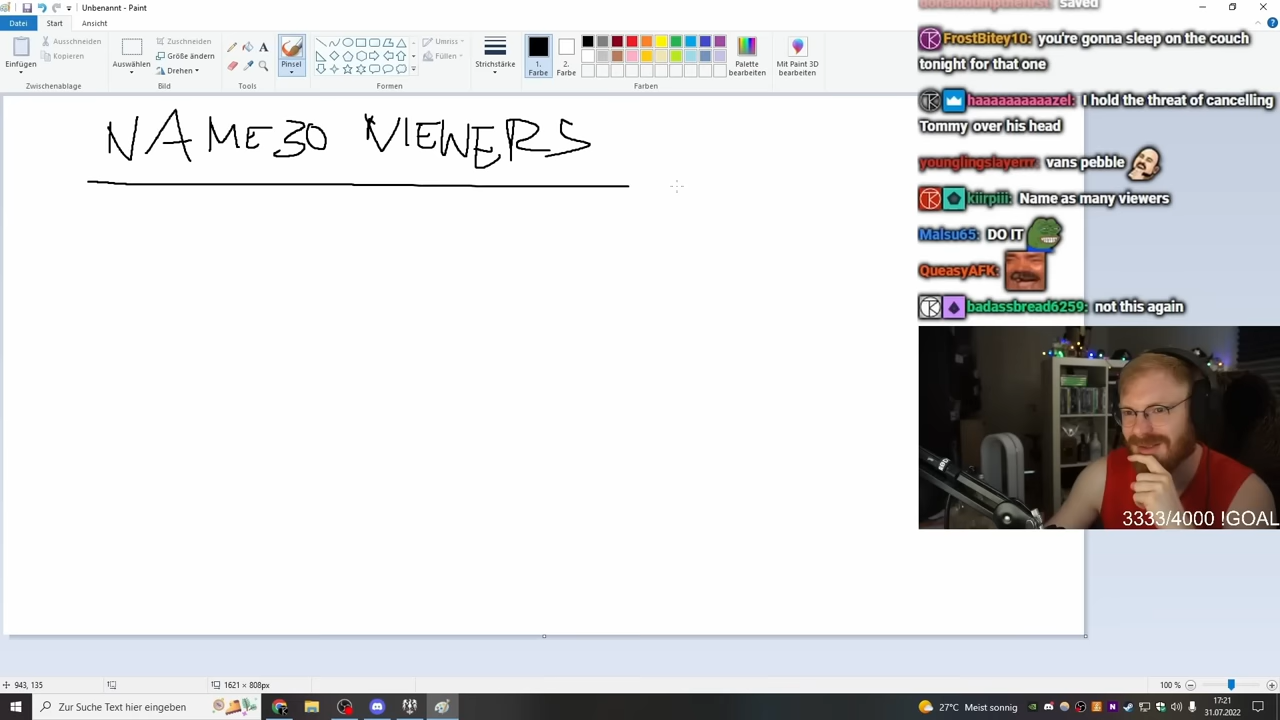 Unbenannt - Paint
Datei
Start
Ansicht
Einfügen
Ausschneiden
Kopieren
Zwischenablage
Auswählen
Zuschneiden
Größe ändern
Drehen
Bild
A
Tools
Pinsel
Umriss
Füllen
Formen
Strichstärke
1.
Farbe
2.
Farbe
Palette
bearbeiten
Farben
Mit Paint 3D
bearbeiten
NAME 30 VIEWERS
saved
FrostBitey10: you're gonna sleep on the couch
tonight for that one
haaaaaaaaaazel: I hold the threat of cancelling
Tommy over his head
younglingslayerrr: vans pebble
kiirpiii: Name as many viewers
Malsu65: DO IT
QueasyAFK:
badassbread6259: not this again
3333/4000 !GOAL
943, 135
1621 × 808px
100 %
Zur Suche Text hier eingeben
27°C Meist sonnig
17:21
31.07.2022